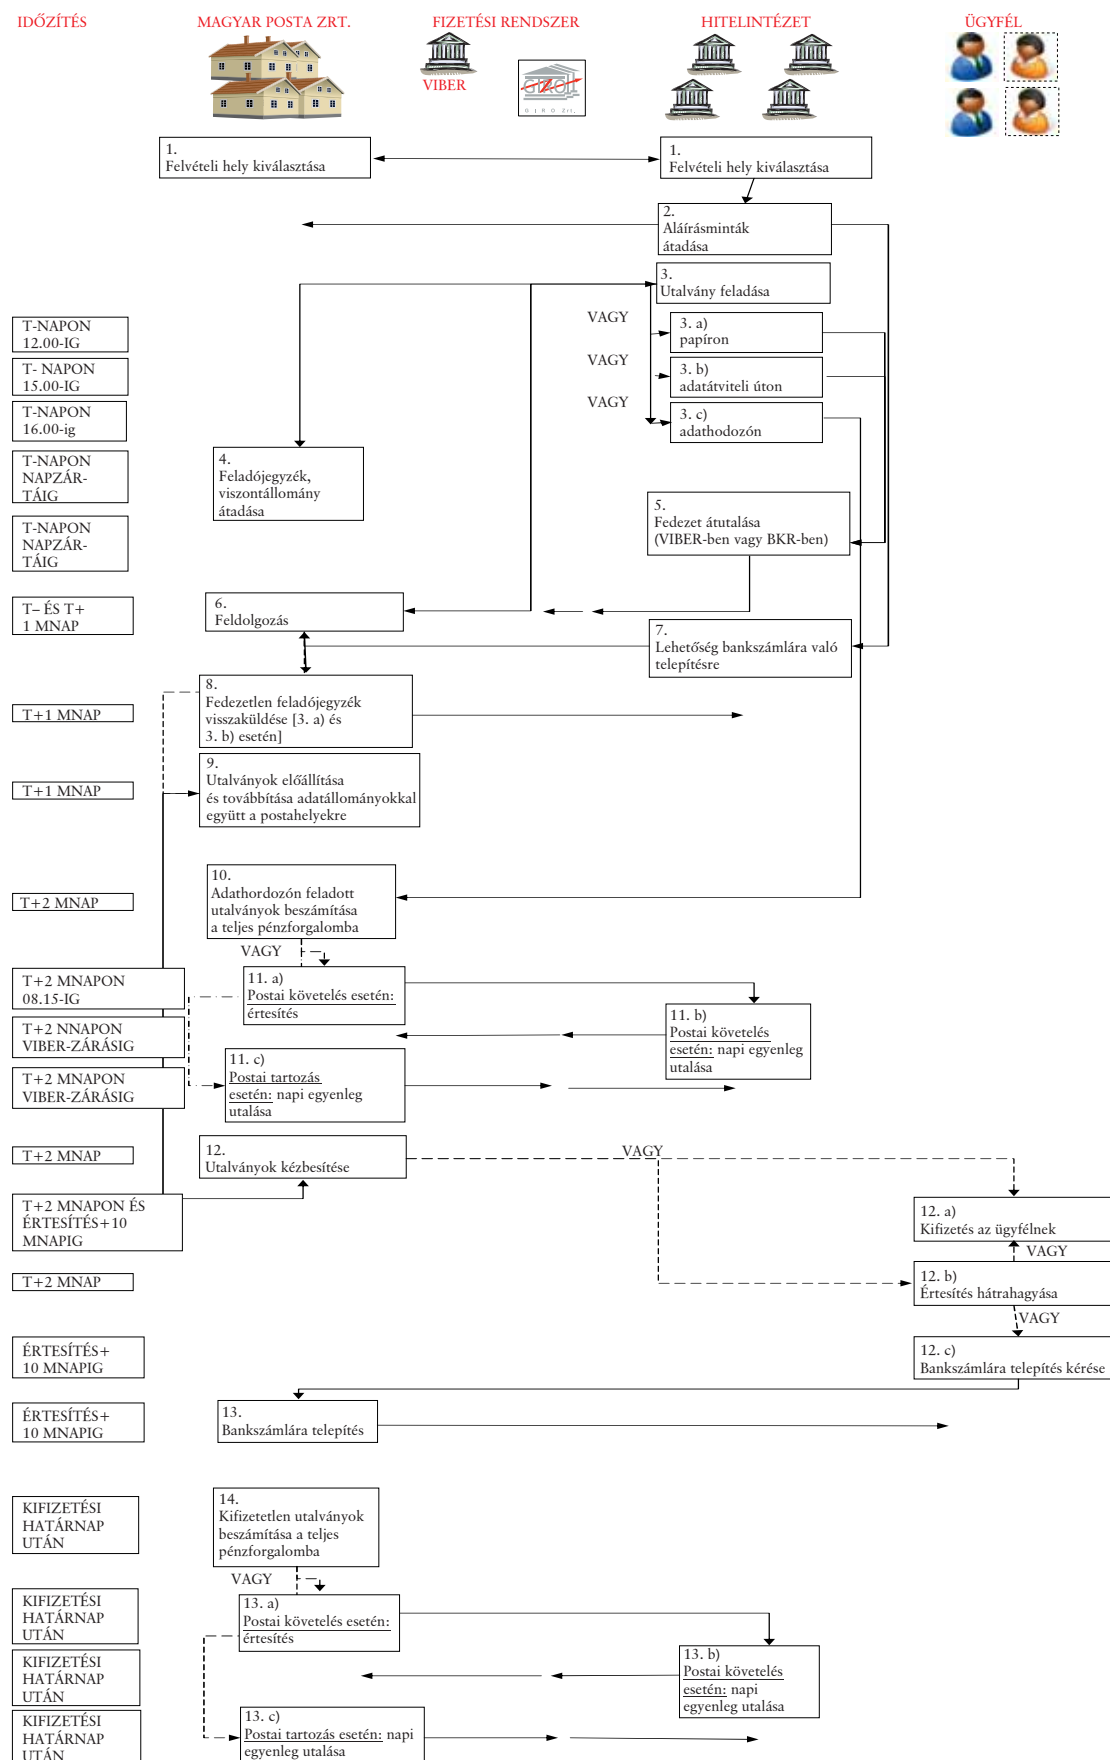 IDŐZÍTÉS
MAGYAR POSTA ZRT.
FIZETÉSI RENDSZER
HITELINTÉZET
ÜGYFÉL
VIBER
GIRO
G I R O Zrt.
1.
Felvételi hely kiválasztása
1.
Felvételi hely kiválasztása
2.
Aláírásminták
átadása
3.
Utalvány feladása
T-NAPON
12.00-IG
VAGY
3. a)
papíron
T- NAPON
15.00-IG
VAGY
3. b)
adatátviteli úton
T-NAPON
16.00-ig
VAGY
3. c)
adathodozón
T-NAPON
NAPZÁR-
TÁIG
4.
Feladójegyzék,
viszontállomány
átadása
T-NAPON
NAPZÁR-
TÁIG
5.
Fedezet átutalása
(VIBER-ben vagy BKR-ben)
T– ÉS T+
1 MNAP
6.
Feldolgozás
7.
Lehetőség bankszámlára való
telepítésre
T+1 MNAP
8.
Fedezetlen feladójegyzék
visszaküldése [3. a) és
3. b) esetén]
T+1 MNAP
9.
Utalványok előállítása
és továbbítása adatállományokkal
együtt a postahelyekre
T+2 MNAP
10.
Adathordozón feladott
utalványok beszámítása
a teljes pénzforgalomba
VAGY
T+2 MNAPON
08.15-IG
11. a)
Postai követelés esetén:
értesítés
T+2 NNAPON
VIBER-ZÁRÁSIG
11. b)
Postai követelés
esetén: napi egyenleg
utalása
T+2 MNAPON
VIBER-ZÁRÁSIG
11. c)
Postai tartozás
esetén: napi egyenleg
utalása
T+2 MNAP
12.
Utalványok kézbesítése
VAGY
T+2 MNAPON ÉS
ÉRTESÍTÉS+10
MNAPIG
12. a)
Kifizetés az ügyfélnek
VAGY
T+2 MNAP
12. b)
Értesítés hátrahagyása
VAGY
ÉRTESÍTÉS+
10 MNAPIG
12. c)
Bankszámlára telepítés kérése
ÉRTESÍTÉS+
10 MNAPIG
13.
Bankszámlára telepítés
KIFIZETÉSI
HATÁRNAP
UTÁN
14.
Kifizetetlen utalványok
beszámítása a teljes
pénzforgalomba
VAGY
KIFIZETÉSI
HATÁRNAP
UTÁN
13. a)
Postai követelés esetén:
értesítés
KIFIZETÉSI
HATÁRNAP
UTÁN
13. b)
Postai követelés
esetén: napi
egyenleg utalása
KIFIZETÉSI
HATÁRNAP
UTÁN
13. c)
Postai tartozás esetén: napi
egyenleg utalása